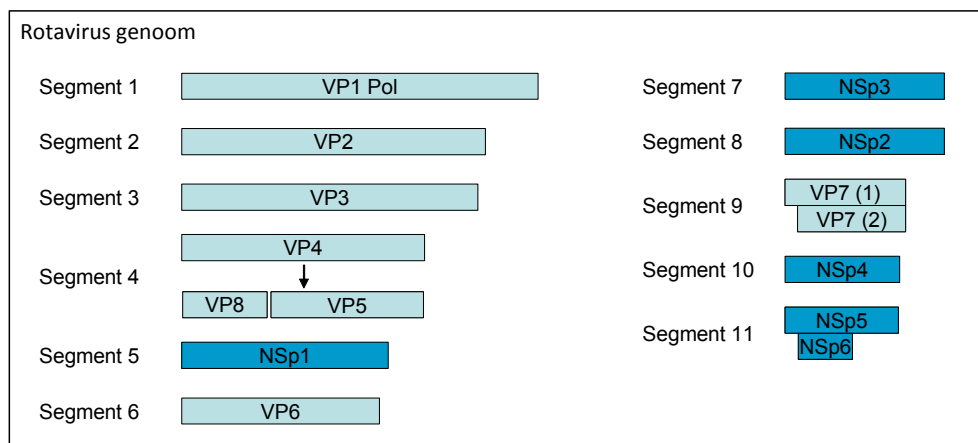 Rotavirus genoom
Segment 1
VP1 Pol
Segment 2
VP2
Segment 3
VP3
Segment 4
VP4
VP8
VP5
Segment 5
NSp1
Segment 6
VP6
Segment 7
NSp3
Segment 8
NSp2
Segment 9
VP7 (1)
VP7 (2)
Segment 10
NSp4
Segment 11
NSp5
NSp6